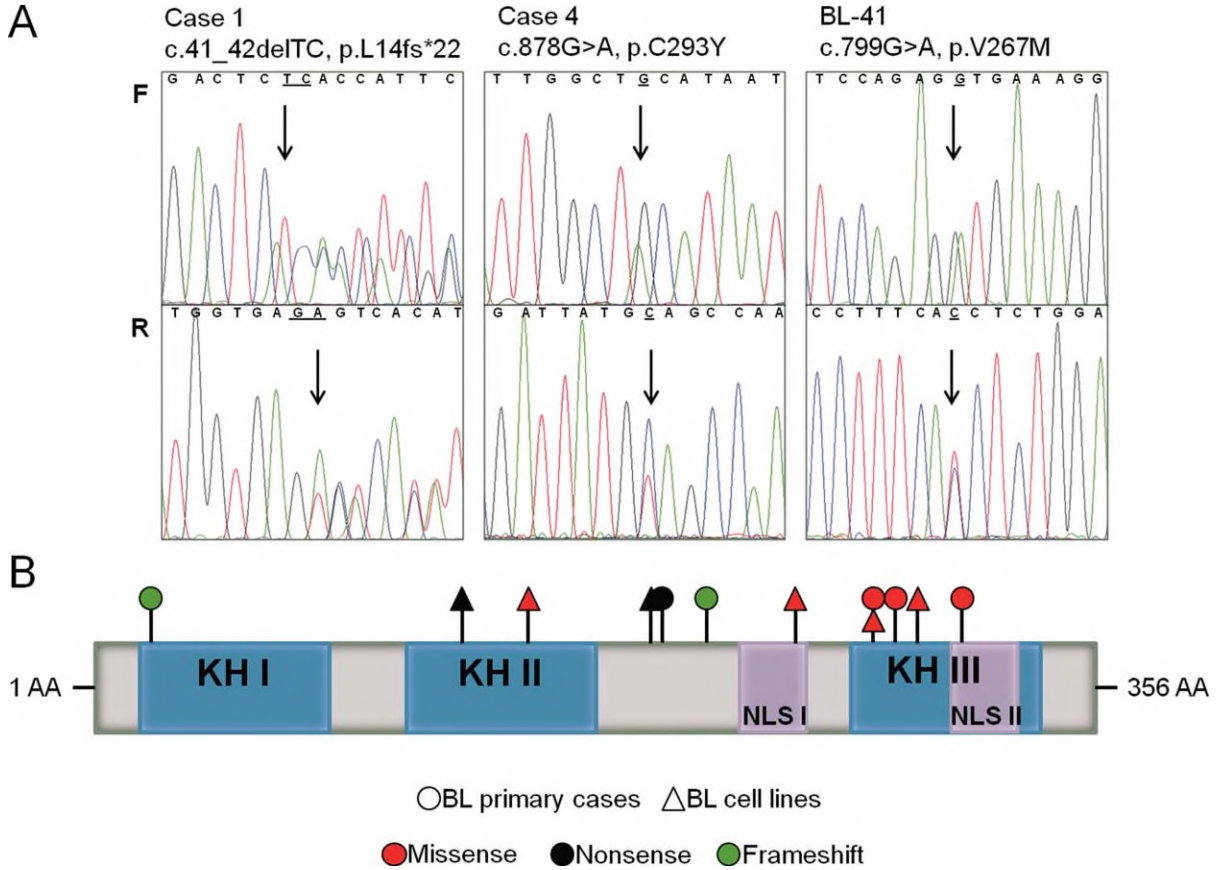 A
Case 1
c.41_42delTC, p.L14fs*22
Case 4
c.878G>A, p.C293Y
BL-41
c.799G>A, p.V267M
F
G A C T C T C A C C A T T C
T T G G C T G C A T A A T
T C C A G A G G T G A A A G G
R
T G G T G A G A G T C A C A T
G A T T A T G C A G C C A A
C C T T T C A C C T C T G G A
B
1 AA
KH I
KH II
NLS I
KH III
NLS II
356 AA
BL primary cases
BL cell lines
Missense
Nonsense
Frameshift